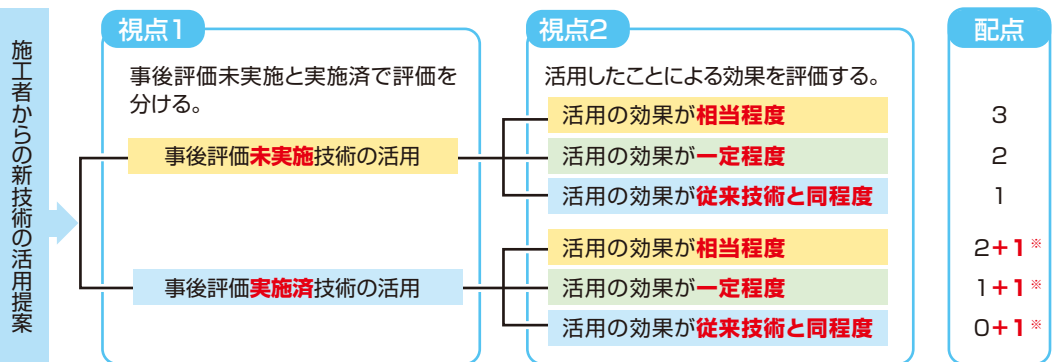 施工者からの新技術の活用提案
視点1
事後評価未実施と実施済で評価を
分ける。
事後評価未実施技術の活用
事後評価実施済技術の活用
視点2
活用したことによる効果を評価する。
活用の効果が相当程度
活用の効果が一定程度
活用の効果が従来技術と同程度
活用の効果が相当程度
活用の効果が一定程度
活用の効果が従来技術と同程度
配点
3
2
1
2+1※
1+1※
0+1※